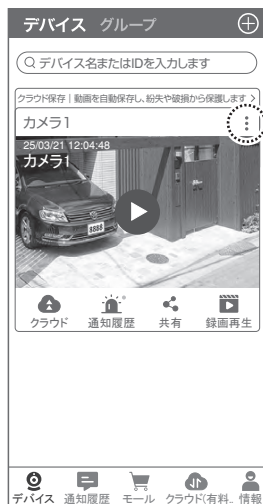 デバイス グループ
デバイス名またはIDを入力します
クラウド保存 | 動画を自動保存し、紛失や破損から保護します >
カメラ1
25/03/21 12:04:48
カメラ1
8888
クラウド 通知履歴 共有 録画再生
デバイス 通知履歴 モール クラウド(有料.. 情報